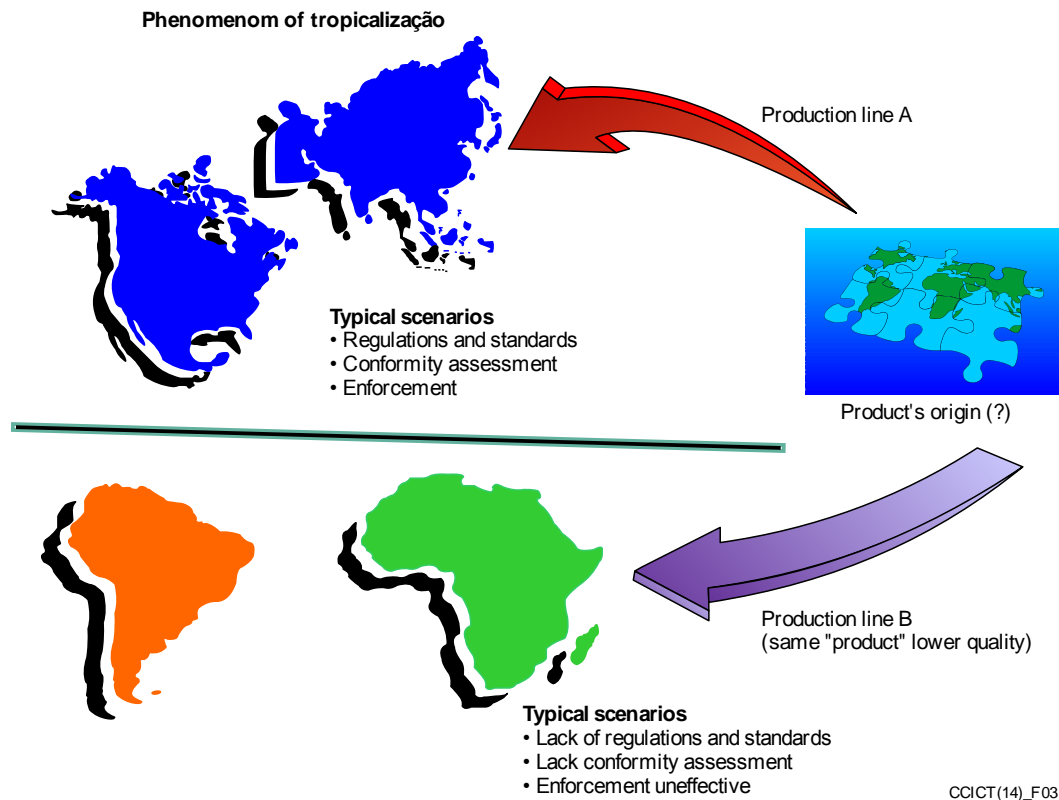 Phenomenom of tropicalização
Production line A
Typical scenarios
• Regulations and standards
• Conformity assessment
• Enforcement
Product's origin (?)
Production line B
(same "product" lower quality)
Typical scenarios
• Lack of regulations and standards
• Lack conformity assessment
• Enforcement uneffective
CCICT(14)_F03